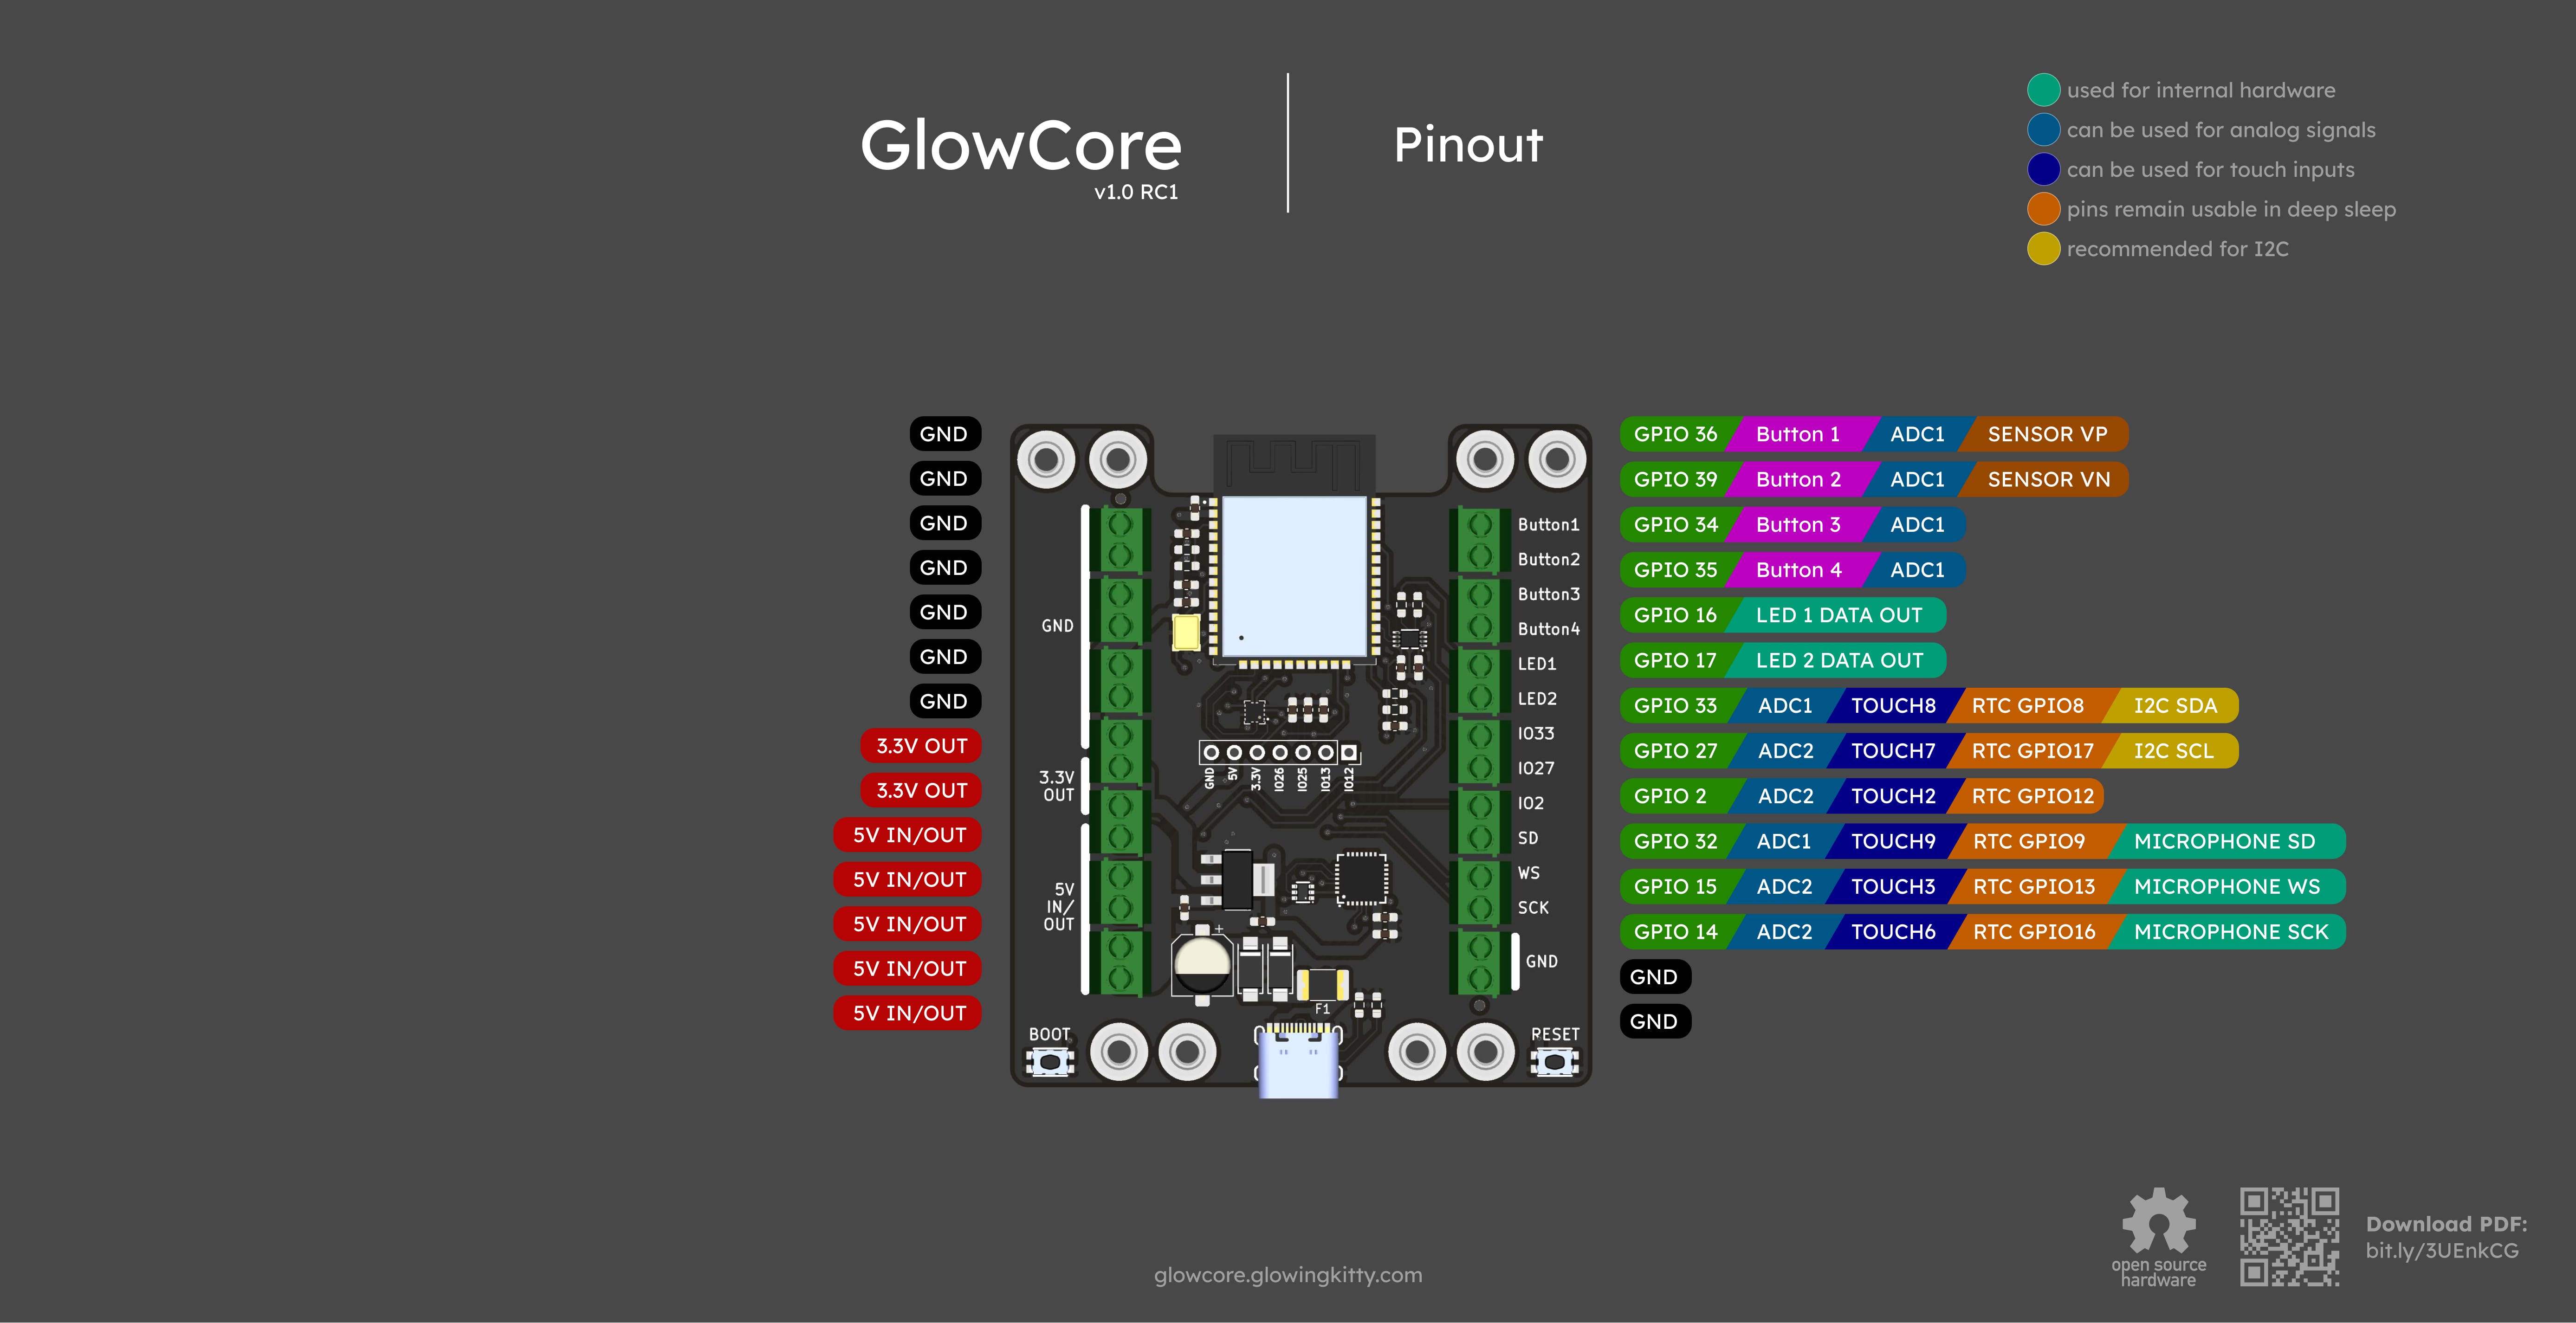 GlowCore
v1.0 RC1
Pinout
used for internal hardware
can be used for analog signals
can be used for touch inputs
pins remain usable in deep sleep
recommended for I2C
GND
GND
GND
GND
GND
GND
GND
3.3V OUT
3.3V OUT
5V IN/OUT
5V IN/OUT
5V IN/OUT
5V IN/OUT
5V IN/OUT
GND
3.3V
OUT
5V
IN/
OUT
BOOT
GND 5V 3.3V IO26 IO25 IO13 IO12
+
F1
Button1
Button2
Button3
Button4
LED1
LED2
IO33
IO27
IO2
SD
WS
SCK
GND
RESET
GPIO 36 Button 1 ADC1 SENSOR VP
GPIO 39 Button 2 ADC1 SENSOR VN
GPIO 34 Button 3 ADC1
GPIO 35 Button 4 ADC1
GPIO 16 LED 1 DATA OUT
GPIO 17 LED 2 DATA OUT
GPIO 33 ADC1 TOUCH8 RTC GPIO8 I2C SDA
GPIO 27 ADC2 TOUCH7 RTC GPIO17 I2C SCL
GPIO 2 ADC2 TOUCH2 RTC GPIO12
GPIO 32 ADC1 TOUCH9 RTC GPIO9 MICROPHONE SD
GPIO 15 ADC2 TOUCH3 RTC GPIO13 MICROPHONE WS
GPIO 14 ADC2 TOUCH6 RTC GPIO16 MICROPHONE SCK
GND
GND
glowcore.glowingkitty.com
open source
hardware
Download PDF:
bit.ly/3UEnkCG